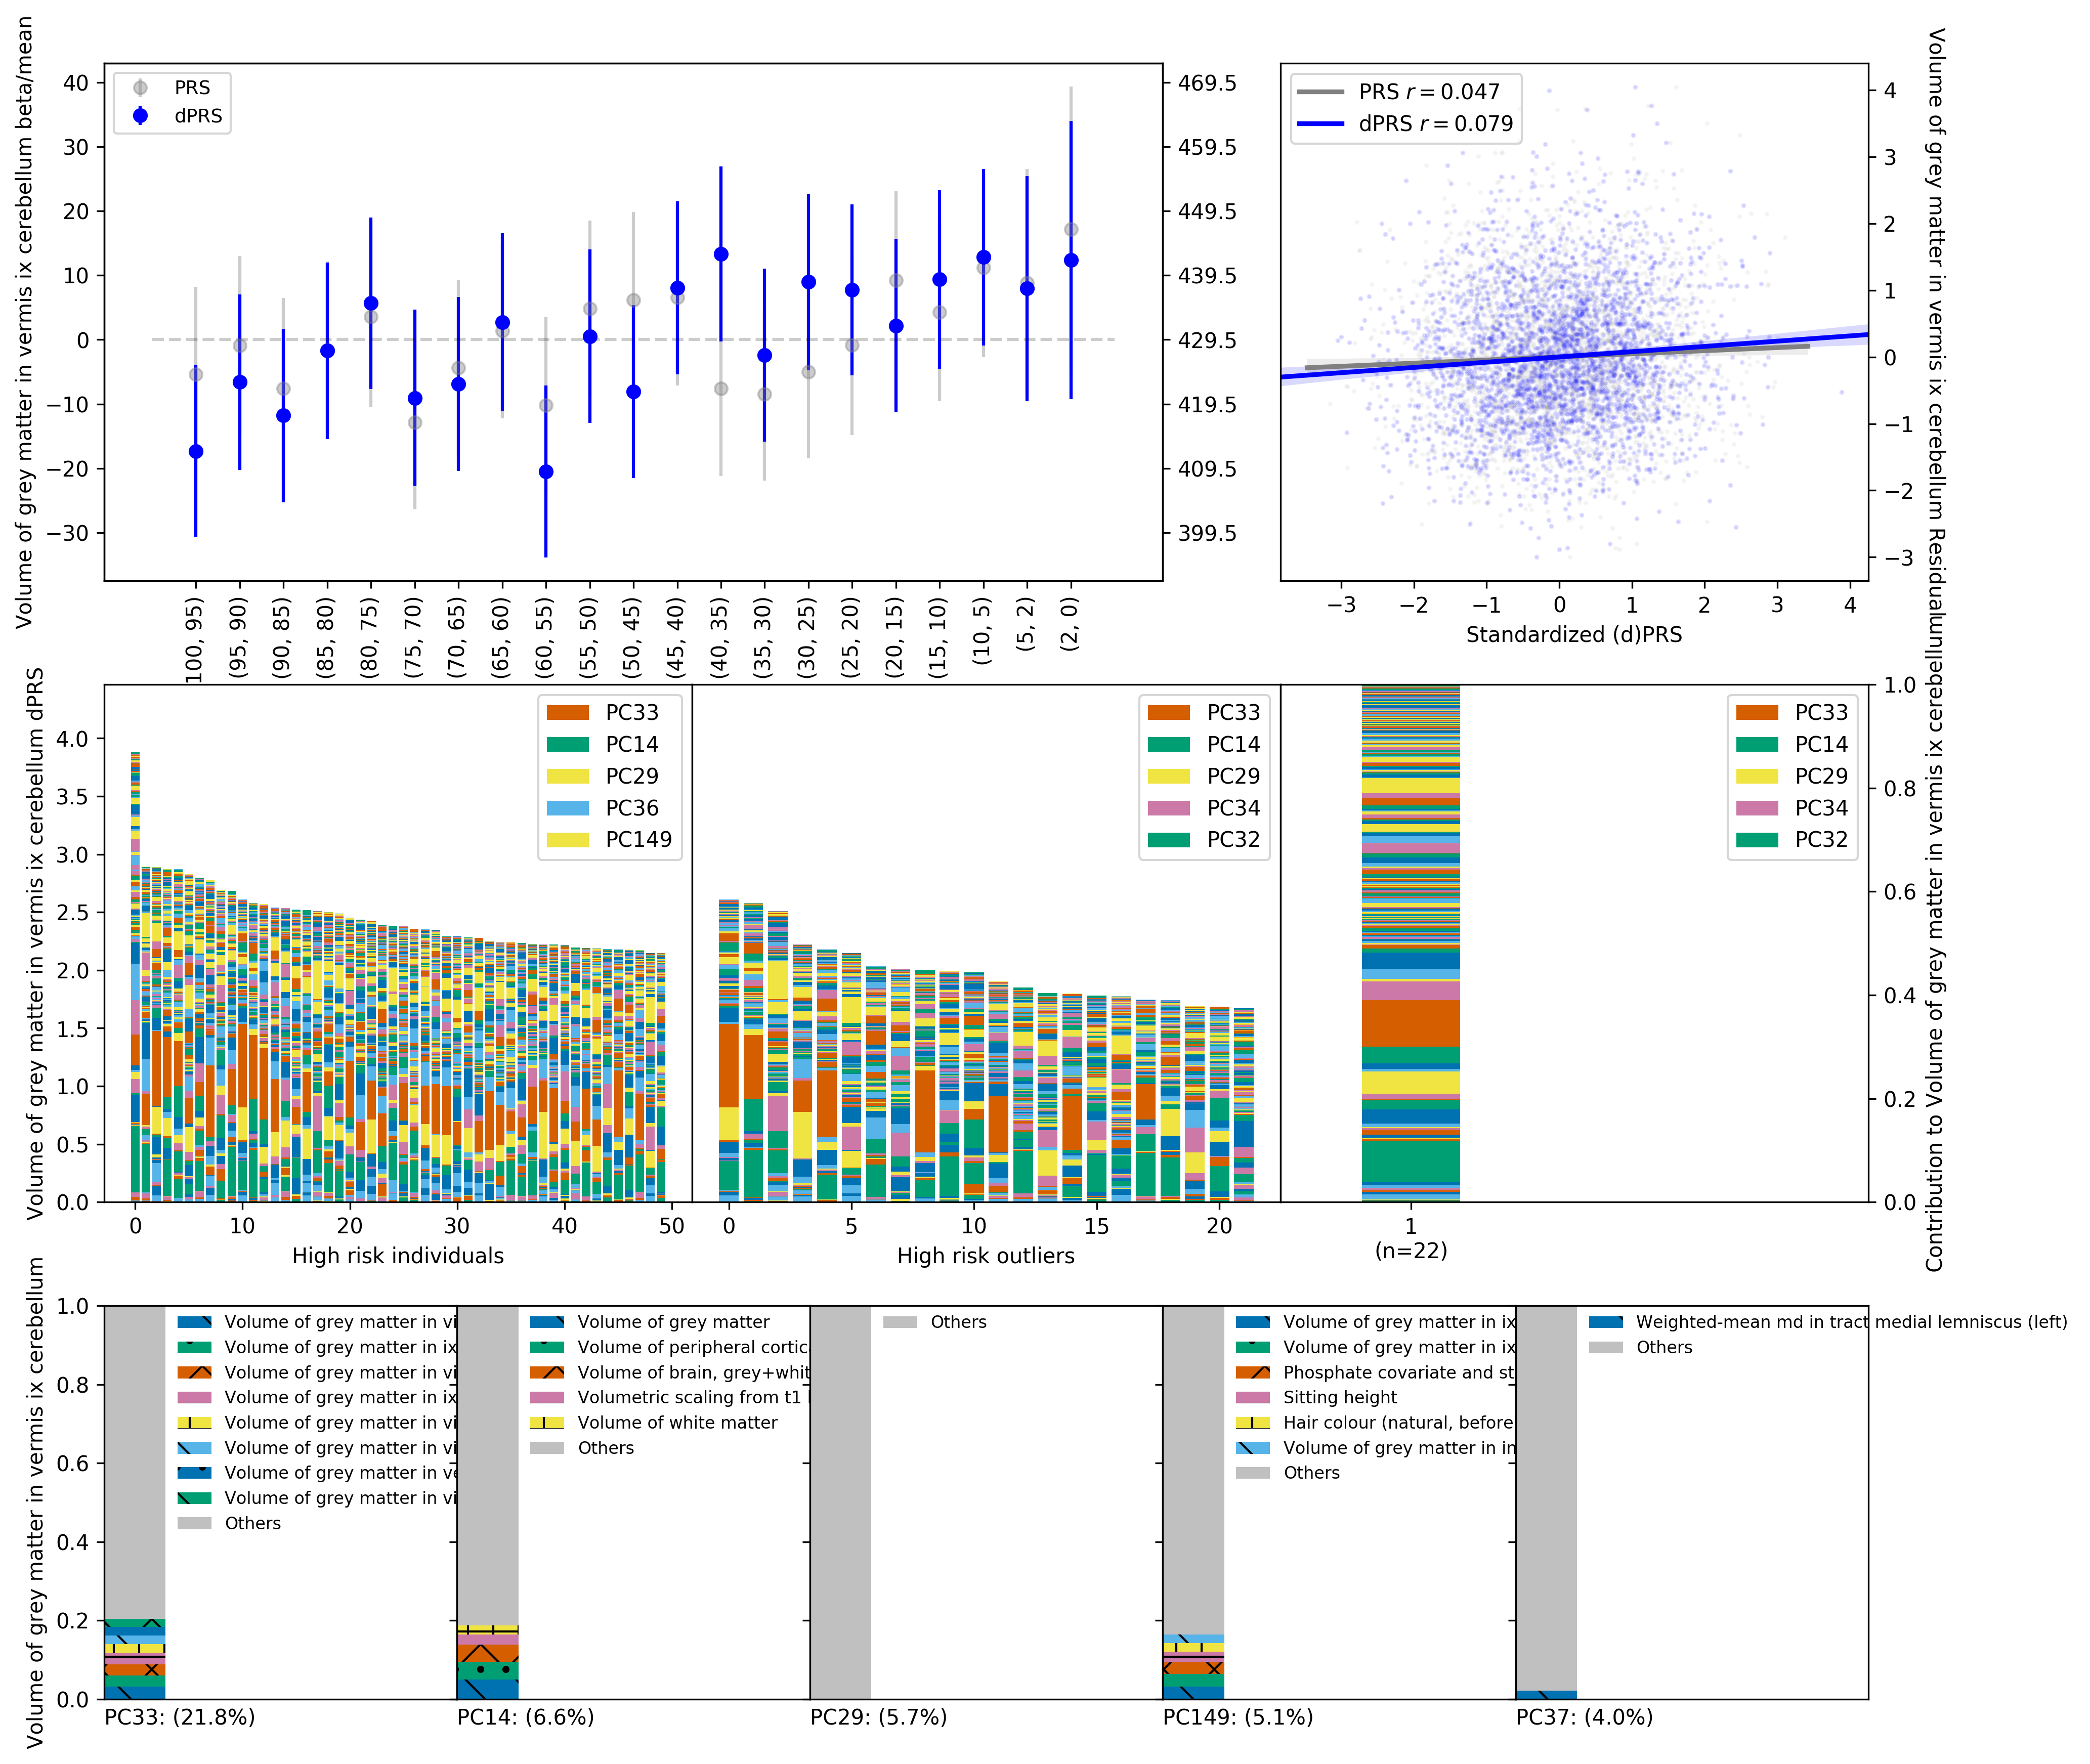 Volume of grey matter in vermis ix cerebellum beta/mean
40
30
20
10
0
−10
−20
−30
PRS
dPRS
469.5
459.5
449.5
439.5
429.5
419.5
409.5
399.5
100, 95)
(95, 90)
(90, 85)
(85, 80)
(80, 75)
(75, 70)
(70, 65)
(65, 60)
(60, 55)
(55, 50)
(50, 45)
(45, 40)
(40, 35)
(35, 30)
(30, 25)
(25, 20)
(20, 15)
(15, 10)
(10, 5)
(5, 2)
(2, 0)
PRS r = 0.047
dPRS r = 0.079
4
3
2
1
0
−1
−2
−3
−3
−2
−1
0
1
2
3
4
Standardized (d)PRS
Volume of grey matter in vermis ix cerebellum Residual
Volume of grey matter in vermis ix cerebellum dPRS
4.0
3.5
3.0
2.5
2.0
1.5
1.0
0.5
0.0
PC33
PC14
PC29
PC36
PC149
0
10
20
30
40
50
High risk individuals
PC33
PC14
PC29
PC34
PC32
0
5
10
15
20
High risk outliers
PC33
PC14
PC29
PC34
PC32
1
(n=22)
1.0
0.8
0.6
0.4
0.2
0.0
Contribution to Volume of grey matter in vermis ix cerebellum
Volume of grey matter in vermis ix cerebellum
1.0
0.8
0.6
0.4
0.2
0.0
Volume of grey matter in vi
Volume of grey matter in ix
Volume of grey matter in vi
Volume of grey matter in ix
Volume of grey matter in vi
Volume of grey matter in vi
Volume of grey matter in ve
Volume of grey matter in vi
Others
PC33: (21.8%)
Volume of grey matter
Volume of peripheral cortic
Volume of brain, grey+whit
Volumetric scaling from t1
Volume of white matter
Others
PC14: (6.6%)
Others
PC29: (5.7%)
Volume of grey matter in ix
Volume of grey matter in ix
Phosphate covariate and st
Sitting height
Hair colour (natural, before
Volume of grey matter in in
Others
PC149: (5.1%)
Weighted-mean md in tract medial lemniscus (left)
Others
PC37: (4.0%)